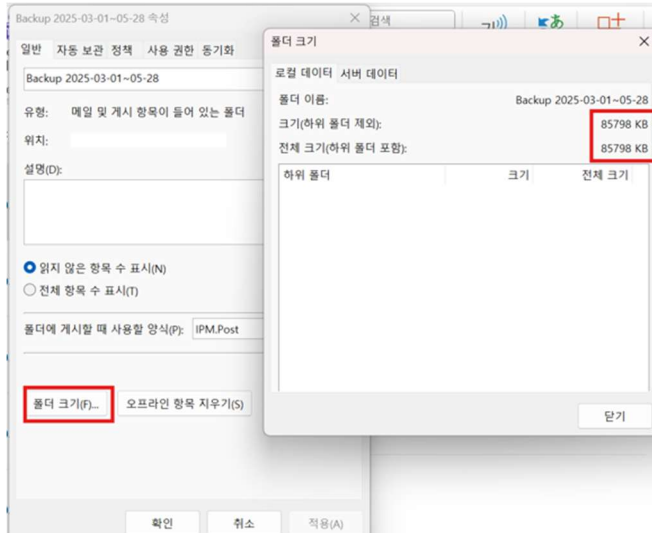 Backup 2025-03-01~05-28 속성
일반 자동 보관 정책 사용 권한 동기화
Backup 2025-03-01~05-28
유형: 메일 및 게시 항목이 들어 있는 폴더
위치:
설명(D):
읽지 않은 항목 수 표시(N)
전체 항목 수 표시(T)
폴더에 게시할 때 사용할 양식(P): IPM.Post
폴더 크기(F)...
오프라인 항목 지우기(S)
확인 취소 적용(A)
검색
가))
あ
폴더 크기
로컬 데이터 서버 데이터
폴더 이름: Backup 2025-03-01~05-28
크기(하위 폴더 제외): 85798 KB
전체 크기(하위 폴더 포함): 85798 KB
하위 폴더 크기 전체 크기
닫기